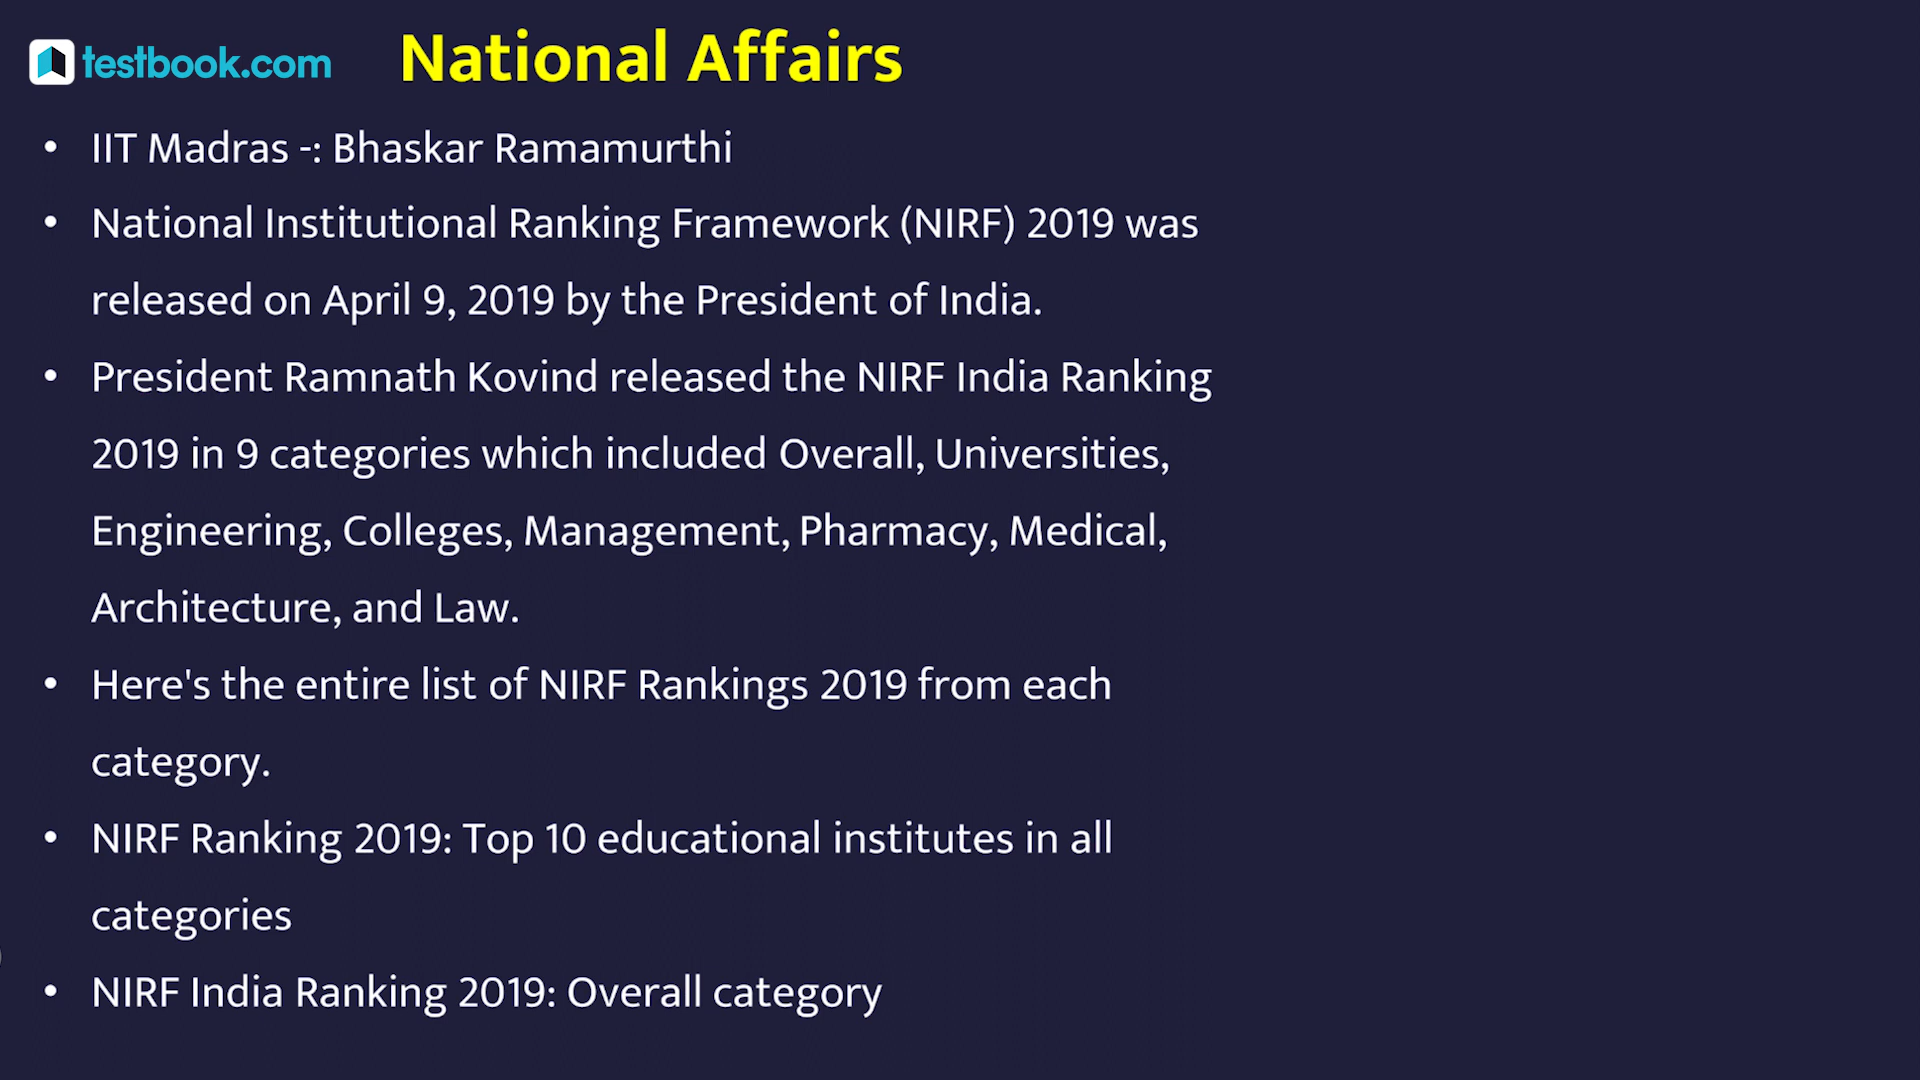 testbook.com
National Affairs
• IIT Madras -: Bhaskar Ramamurthi
• National Institutional Ranking Framework (NIRF) 2019 was
released on April 9, 2019 by the President of India.
• President Ramnath Kovind released the NIRF India Ranking
2019 in 9 categories which included Overall, Universities,
Engineering, Colleges, Management, Pharmacy, Medical,
Architecture, and Law.
• Here's the entire list of NIRF Rankings 2019 from each
category.
• NIRF Ranking 2019: Top 10 educational institutes in all
categories
• NIRF India Ranking 2019: Overall category